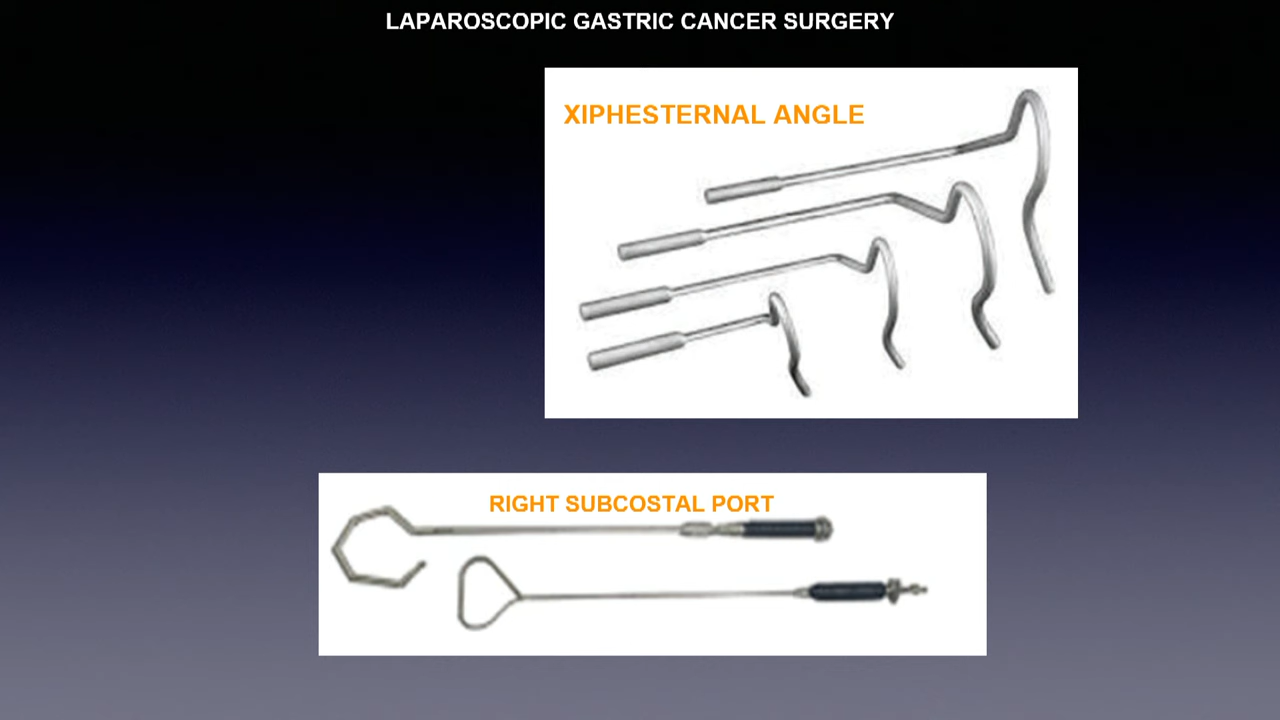 LAPAROSCOPIC GASTRIC CANCER SURGERY
XIPHESTERNAL ANGLE
RIGHT SUBCOSTAL PORT